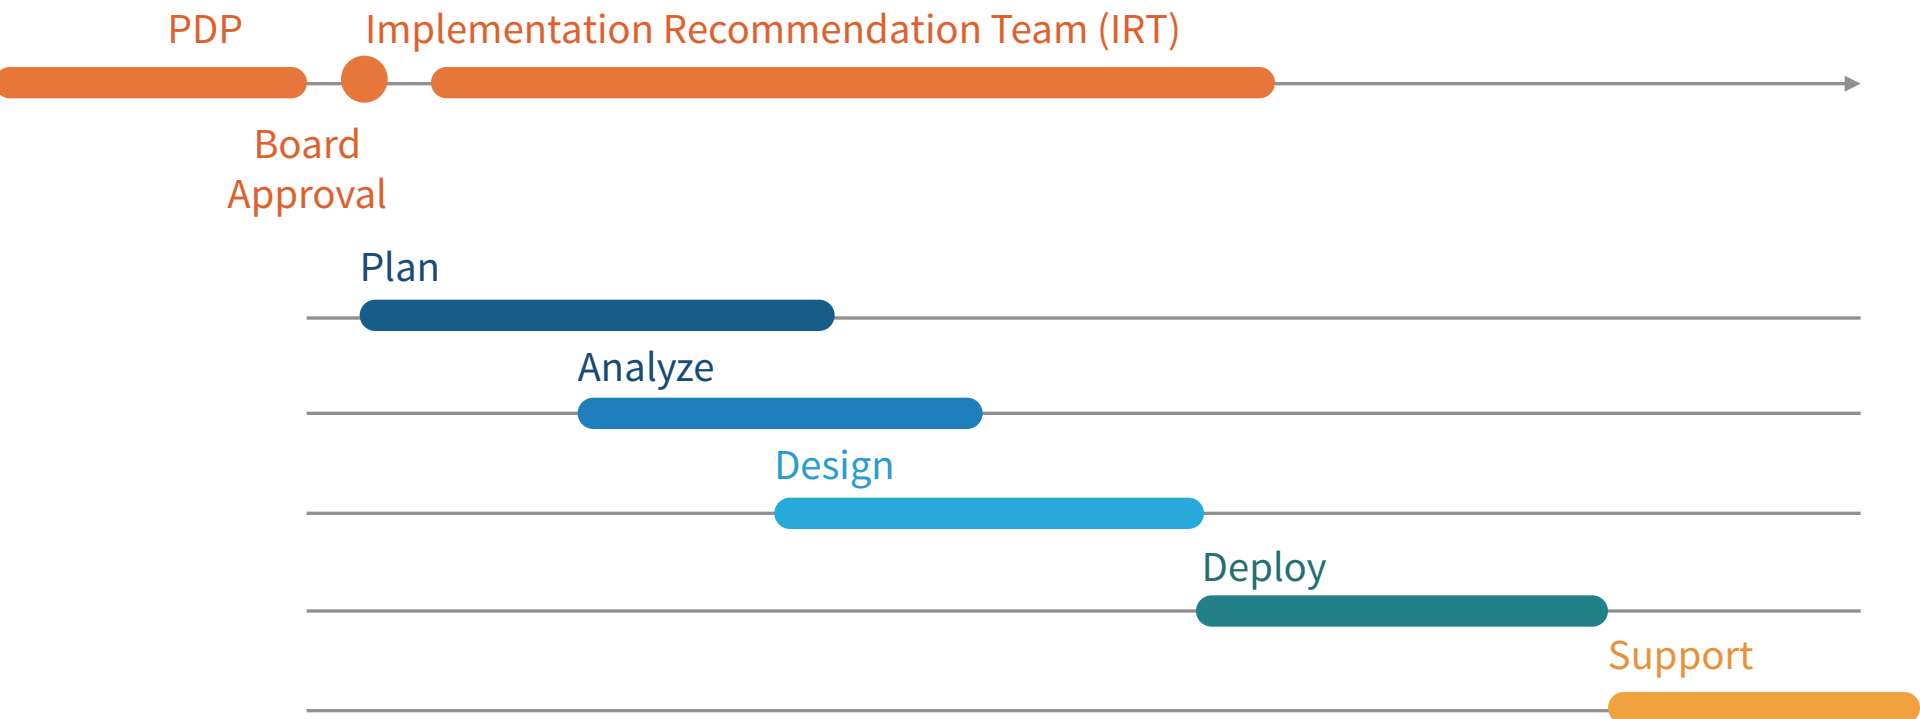 PDP
Implementation Recommendation Team (IRT)
Board
Approval
Plan
Analyze
Design
Deploy
Support